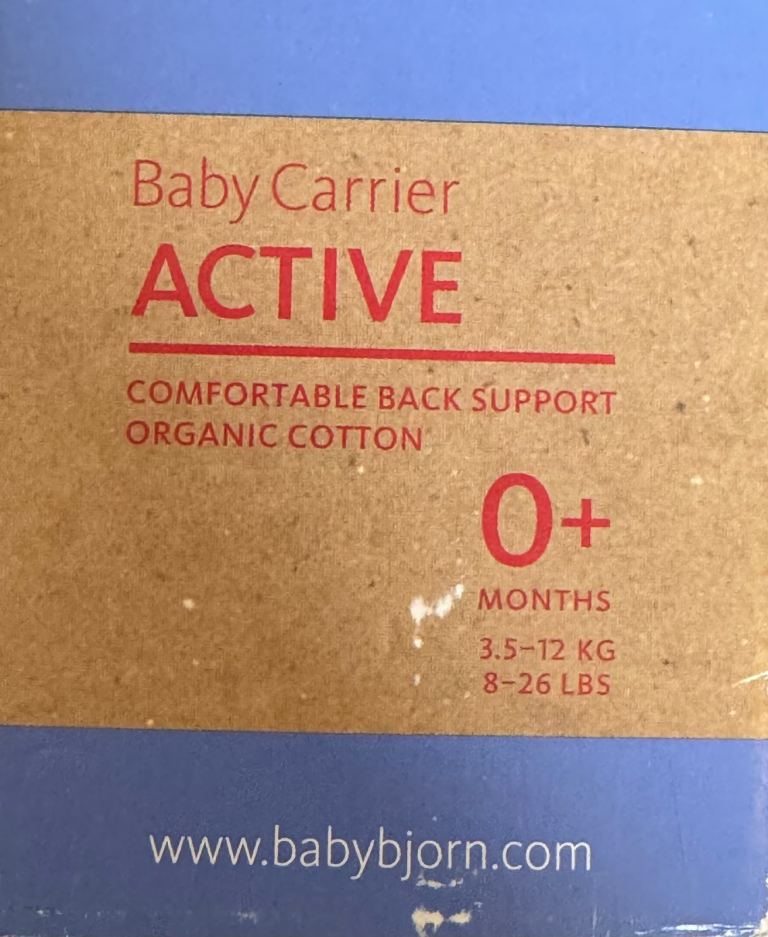 Baby Carrier
ACTIVE
COMFORTABLE BACK SUPPORT
ORGANIC COTTON
0+
MONTHS
3.5–12 KG
8–26 LBS
www.babybjorn.com